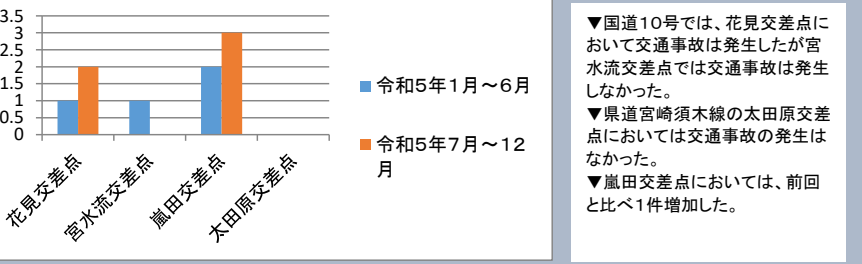 3.5
3
2.5
2
1.5
1
0.5
0
花見交差点
宮水流交差点
嵐田交差点
太田原交差点
令和5年1月～6月
令和5年7月～12
月
▼国道10号では、花見交差点に
おいて交通事故は発生したが宮
水流交差点では交通事故は発生
しなかった。
▼県道宮崎須木線の太田原交差
点においては交通事故の発生は
なかった。
▼嵐田交差点においては、前回
と比べ1件増加した。